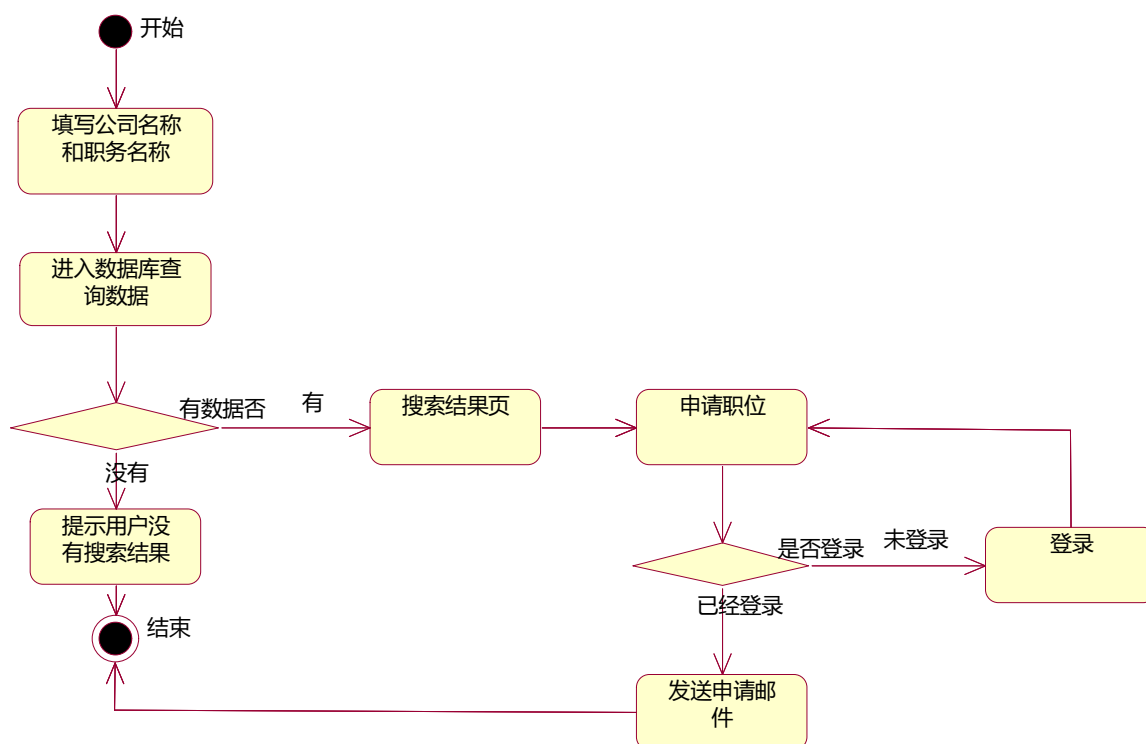 开始
填写公司名称
和职务名称
进入数据库查
询数据
有数据否
有
搜索结果页
申请职位
没有
提示用户没
有搜索结果
是否登录
未登录
登录
已经登录
结束
发送申请邮
件